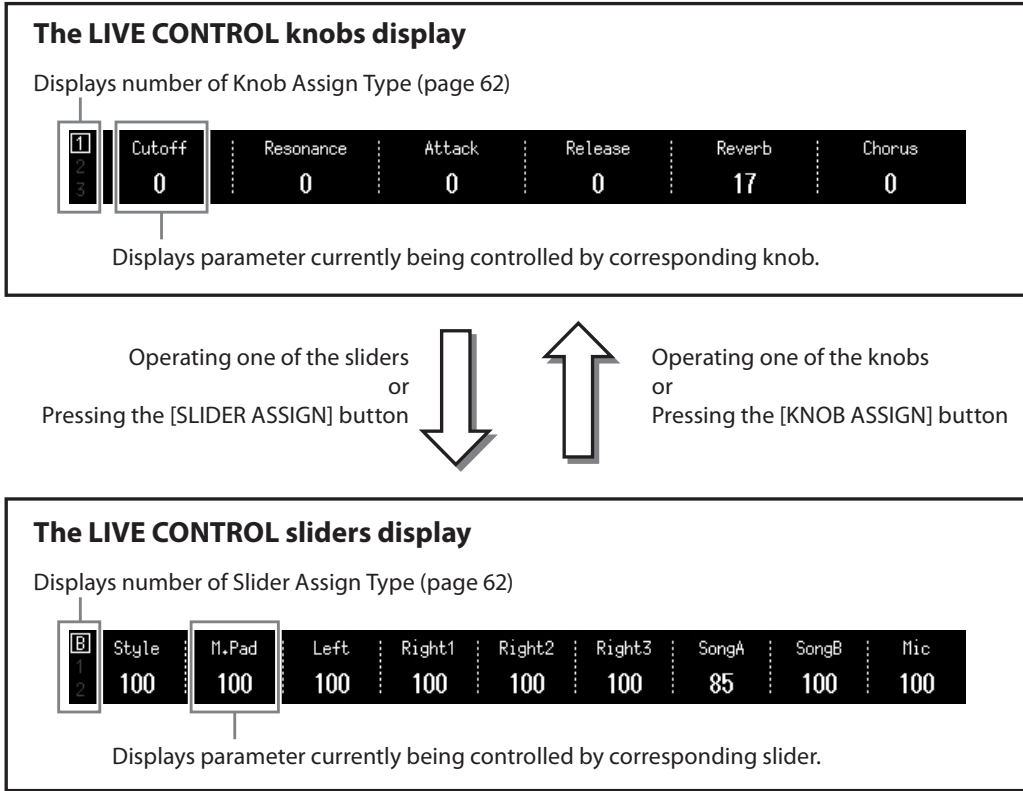 The LIVE CONTROL knobs display
Displays number of Knob Assign Type (page 62)
1 Cutoff Resonance Attack Release Reverb Chorus
2
3 0 0 0 0 17 0
Displays parameter currently being controlled by corresponding knob.
Operating one of the sliders
or
Pressing the [SLIDER ASSIGN] button
Operating one of the knobs
or
Pressing the [KNOB ASSIGN] button
The LIVE CONTROL sliders display
Displays number of Slider Assign Type (page 62)
B Style M.Pad Left Right1 Right2 Right3 SongA SongB Mic
1
2 100 100 100 100 100 100 85 100 100
Displays parameter currently being controlled by corresponding slider.